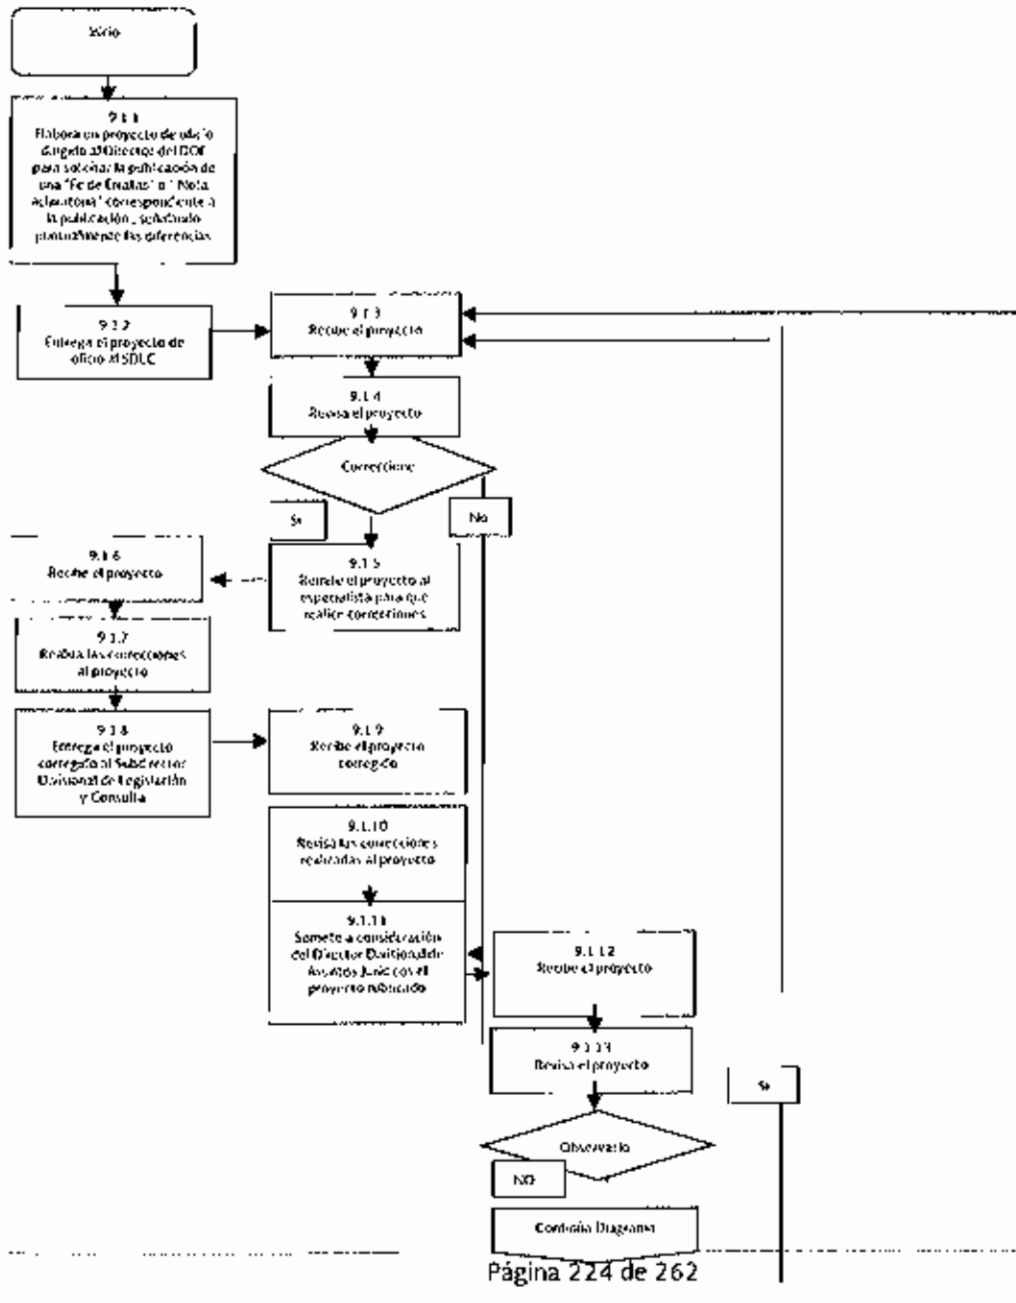 Inicio
9.1.1
Elabora un proyecto de oficio
dirigido al Director del DOF
para solicitar la publicación de
una "Fe de Erratas" o " Nota
Aclaratoria" correspondiente a
la publicación, señalando
puntualmente las diferencias
9.1.2
Entrega el proyecto de
oficio al SDLC
9.1.3
Recibe el proyecto
9.1.4
Revisa el proyecto
Correccione
Si
No
9.1.5
Remite el proyecto al
especialista para que
realice correcciones
9.1.6
Recibe el proyecto
9.1.7
Realiza las correcciones
al proyecto
9.1.8
Entrega el proyecto
corregido al Subdirector
Divisional de Legislación
y Consulta
9.1.9
Recibe el proyecto
corregido
9.1.10
Revisa las correcciones
realizadas al proyecto
9.1.11
Somete a consideración
del Director Divisional de
Asuntos Jurídicos el
proyecto rubricado
9.1.12
Recibe el proyecto
9.1.13
Revisa el proyecto
Si
Observacio
NO
Continúa Diagrama
Página 224 de 262